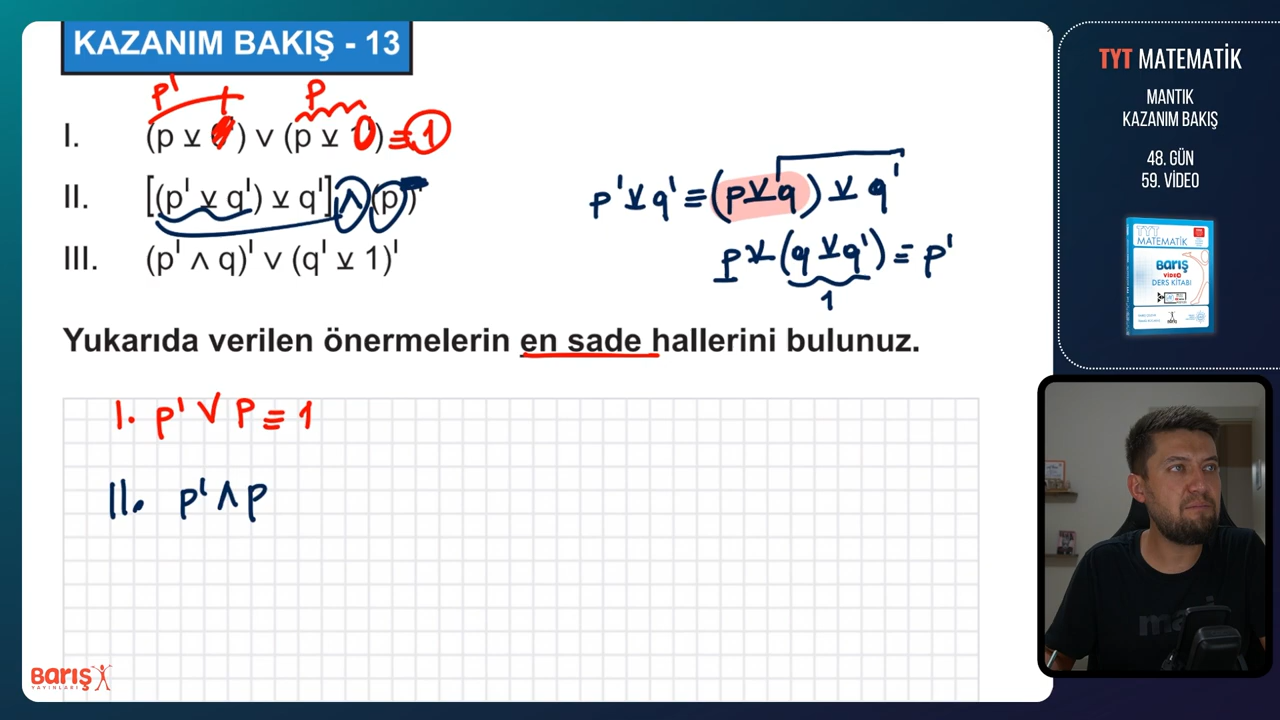 KAZANIM BAKIŞ - 13
p' p
I. (p ⊻ ) ∨ (p ⊻ 0) ≡ 1
II. [(p' ⊻ q') ⊻ q'] ∧ (p)
III. (p' ∧ q)' ∨ (q' ⊻ 1)'
p' ⊻ q' ≡ (p ⊻ q) ⊻ q'
p ⊻ (q ⊻ q') = p'
1
Yukarıda verilen önermelerin en sade hallerini bulunuz.
I. p' ∨ p ≡ 1
II. p' ∧ p
BARIŞ
YAYINLARI
TYT MATEMATİK
MANTIK
KAZANIM BAKIŞ
48. GÜN
59. VİDEO
TYT
MATEMATİK
BARIŞ
VİDEO
DERS KİTABI